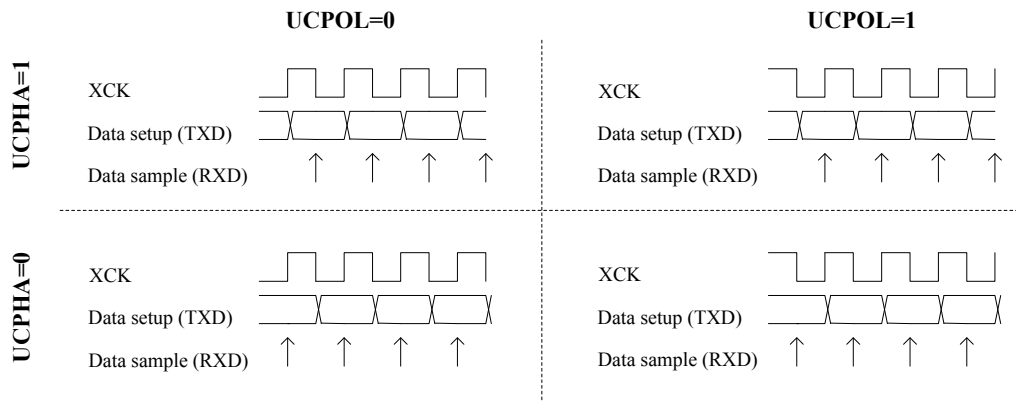 UCPOL=0
UCPOL=1
UCPHA=1
XCK
Data setup (TXD)
Data sample (RXD)
XCK
Data setup (TXD)
Data sample (RXD)
UCPHA=0
XCK
Data setup (TXD)
Data sample (RXD)
XCK
Data setup (TXD)
Data sample (RXD)